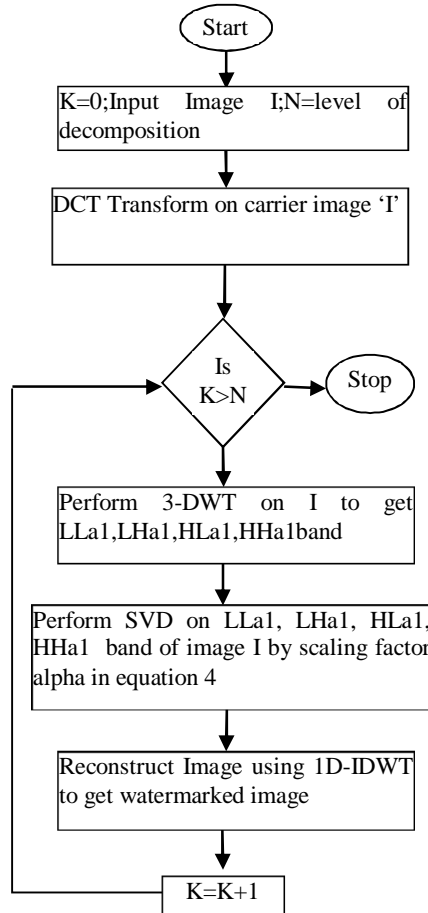 Start
K=0;Input Image I;N=level of
decomposition
DCT Transform on carrier image ‘I’
Is
K>N
Stop
Perform 3-DWT on I to get
LLa1,LHa1,HLa1,HHa1band
Perform SVD on LLa1, LHa1, HLa1,
HHa1 band of image I by scaling factor
alpha in equation 4
Reconstruct Image using 1D-IDWT
to get watermarked image
K=K+1